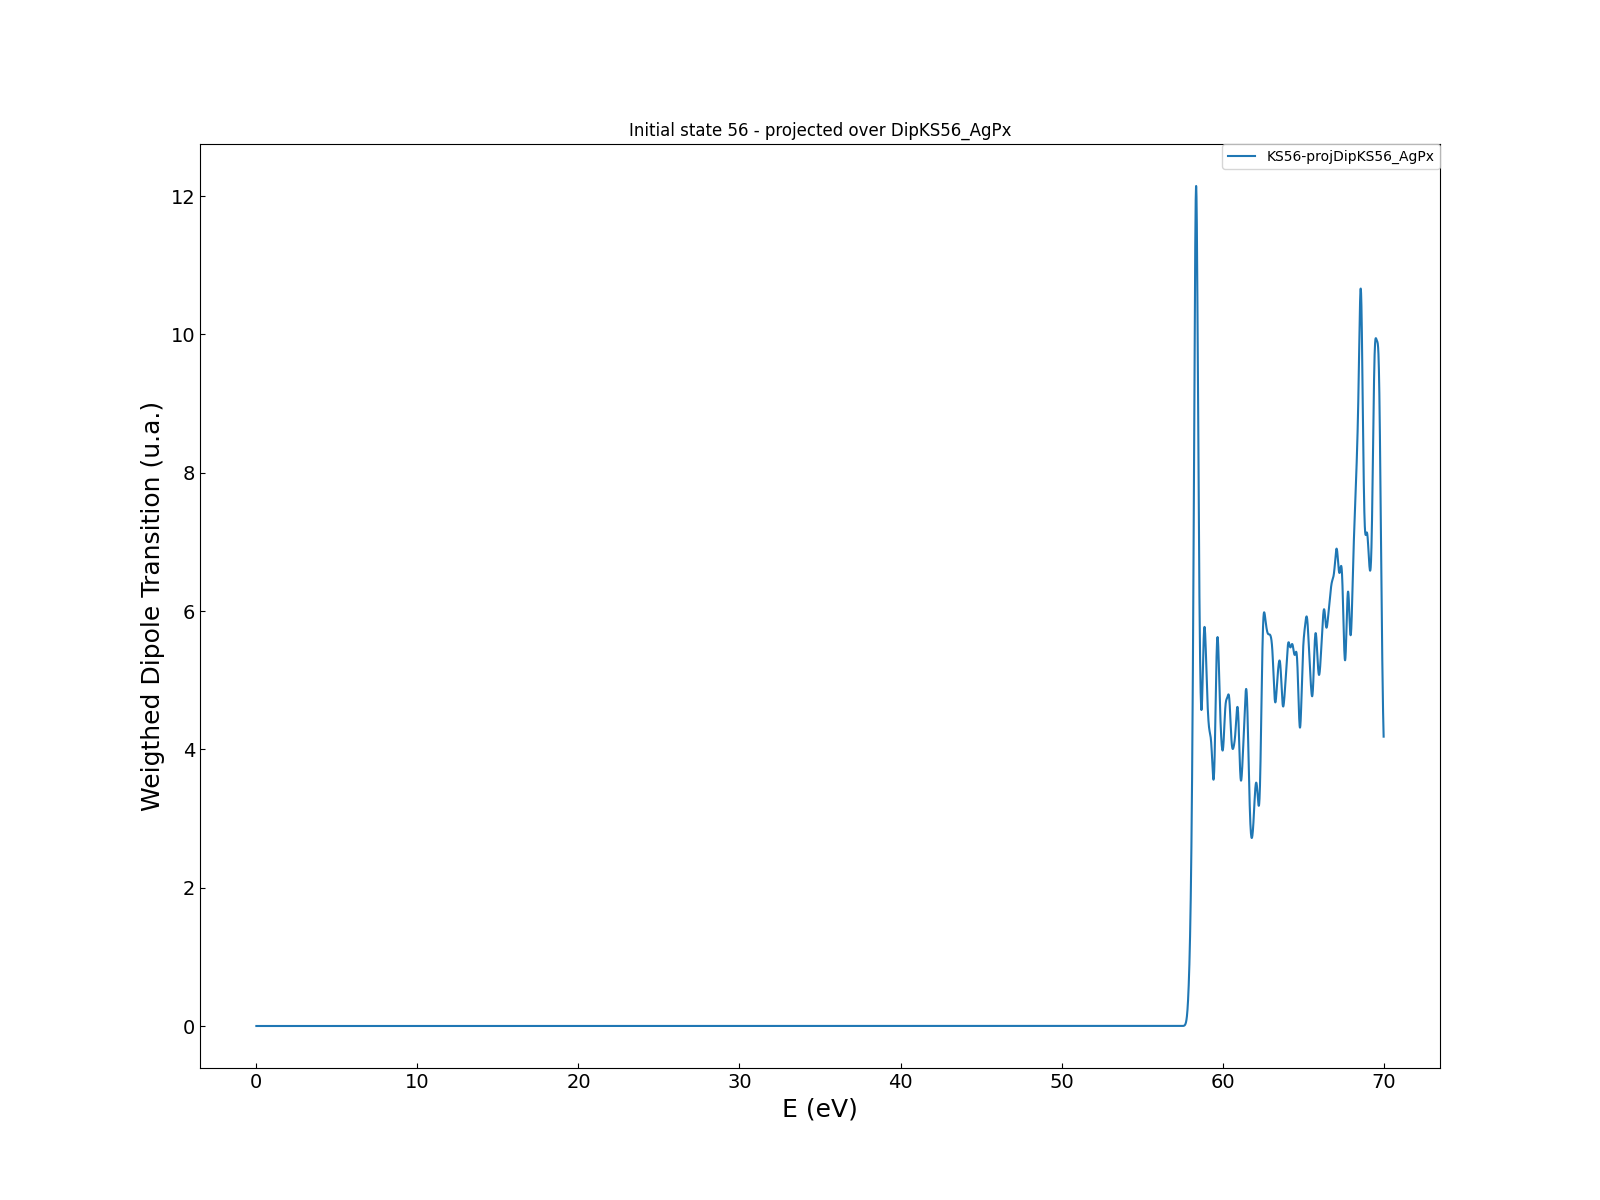 Initial state 56 - projected over DipKS56_AgPx
KS56-projDipKS56_AgPx
Weigthed Dipole Transition (u.a.)
12
10
8
6
4
2
0
0 10 20 30 40 50 60 70
E (eV)